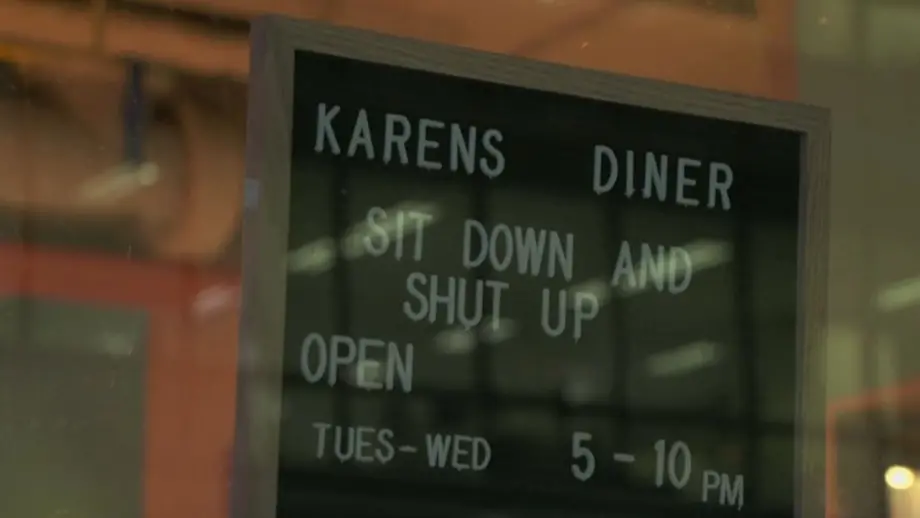 KARENS DINER
SIT DOWN AND
SHUT UP
OPEN
TUES-WED 5-10 PM